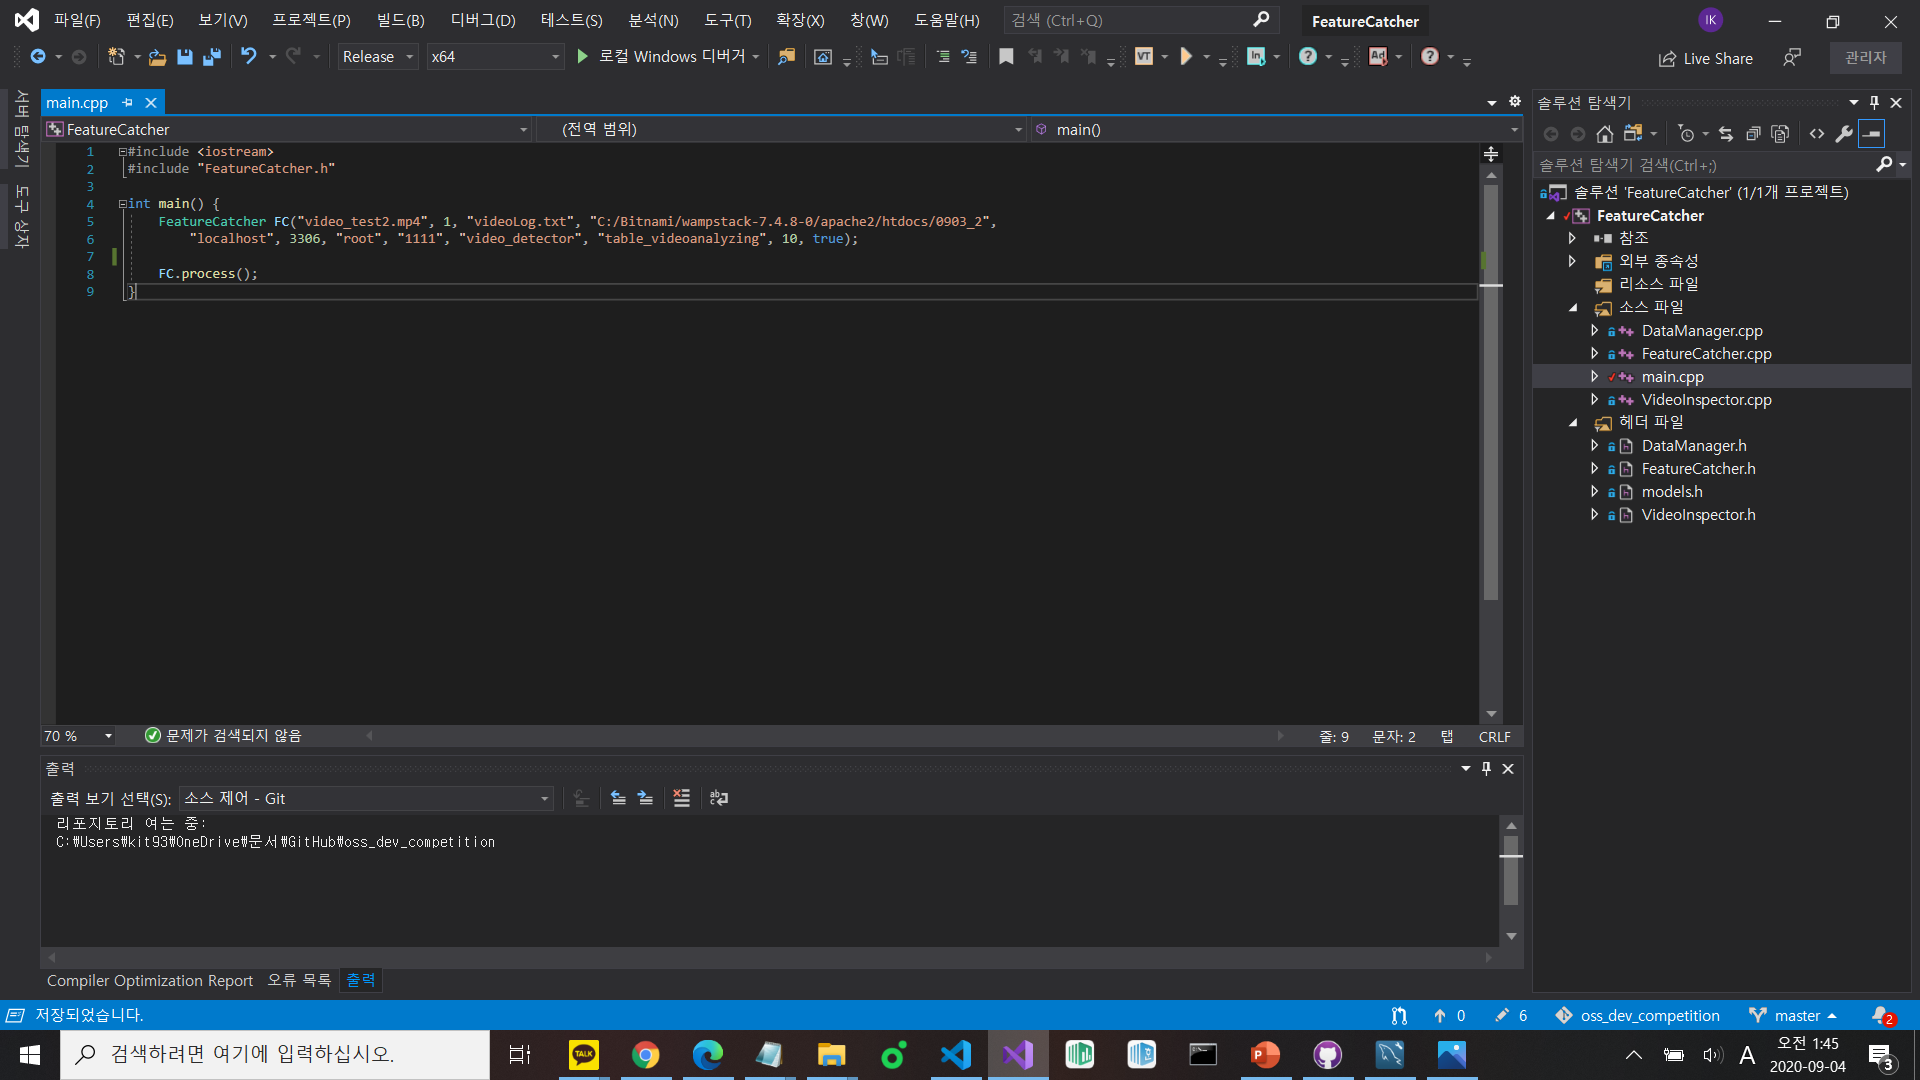 파일(F) 편집(E) 보기(V) 프로젝트(P) 빌드(B) 디버그(D) 테스트(S) 분석(N) 도구(T) 확장(X) 창(W) 도움말(H) 검색 (Ctrl+Q) FeatureCatcher IK
Release x64 로컬 Windows 디버거 VT In Ad Live Share 관리자
서버 탐색기
도구 상자
main.cpp
FeatureCatcher (전역 범위) main()
1 #include <iostream>
2 #include "FeatureCatcher.h"
3
4 int main() {
5 FeatureCatcher FC("video_test2.mp4", 1, "videoLog.txt", "C:/Bitnami/wampstack-7.4.8-0/apache2/htdocs/0903_2",
6 "localhost", 3306, "root", "1111", "video_detector", "table_videoanalyzing", 10, true);
7
8 FC.process();
9 }
70 % 문제가 검색되지 않음 줄: 9 문자: 2 탭 CRLF
출력
출력 보기 선택(S): 소스 제어 - Git
리포지토리 여는 중:
C:₩Users₩kit93₩OneDrive₩문서₩GitHub₩oss_dev_competition
Compiler Optimization Report 오류 목록 출력
솔루션 탐색기
솔루션 탐색기 검색(Ctrl+;)
솔루션 'FeatureCatcher' (1/1개 프로젝트)
FeatureCatcher
참조
외부 종속성
리소스 파일
소스 파일
DataManager.cpp
FeatureCatcher.cpp
main.cpp
VideoInspector.cpp
헤더 파일
DataManager.h
FeatureCatcher.h
models.h
VideoInspector.h
저장되었습니다. 0 6 oss_dev_competition master 2
검색하려면 여기에 입력하십시오. TALK A 오전 1:45
2020-09-04 3